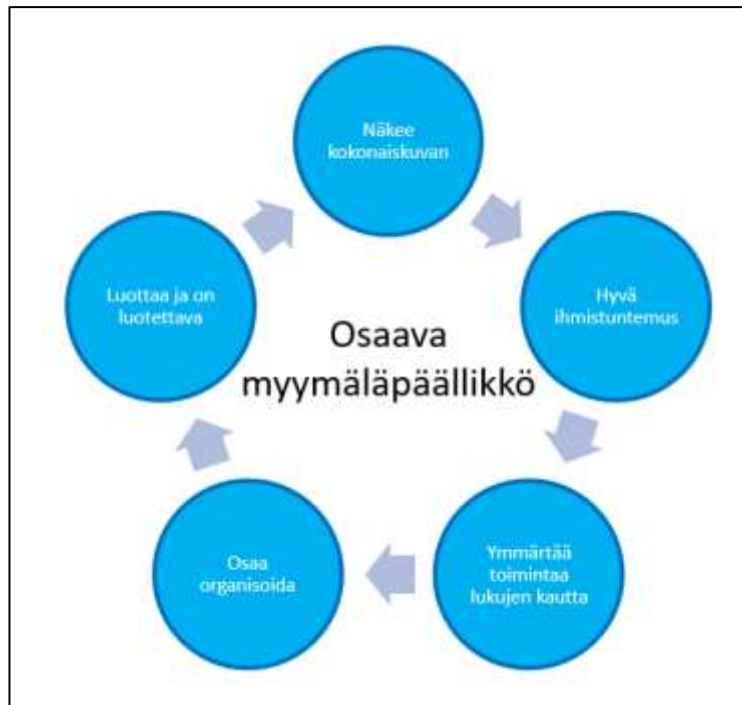 Näkee
kokonaiskuvan
Hyvä
ihmistuntemus
Ymmärtää
toimintaa
lukujen kautta
Osaa
organisoida
Luottaa ja on
luotettava
Osaava
myymäläpäällikkö